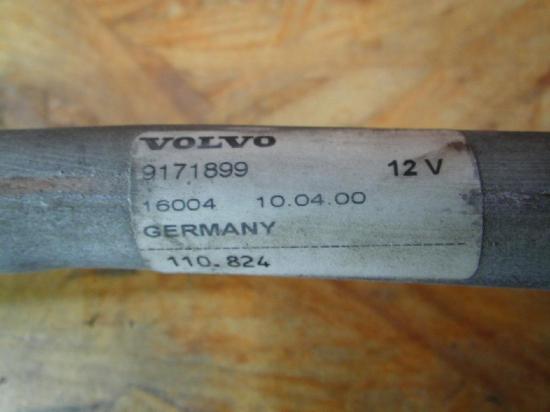 VOLVO
9171899 12 V
16004 10.04.00
GERMANY
110.824